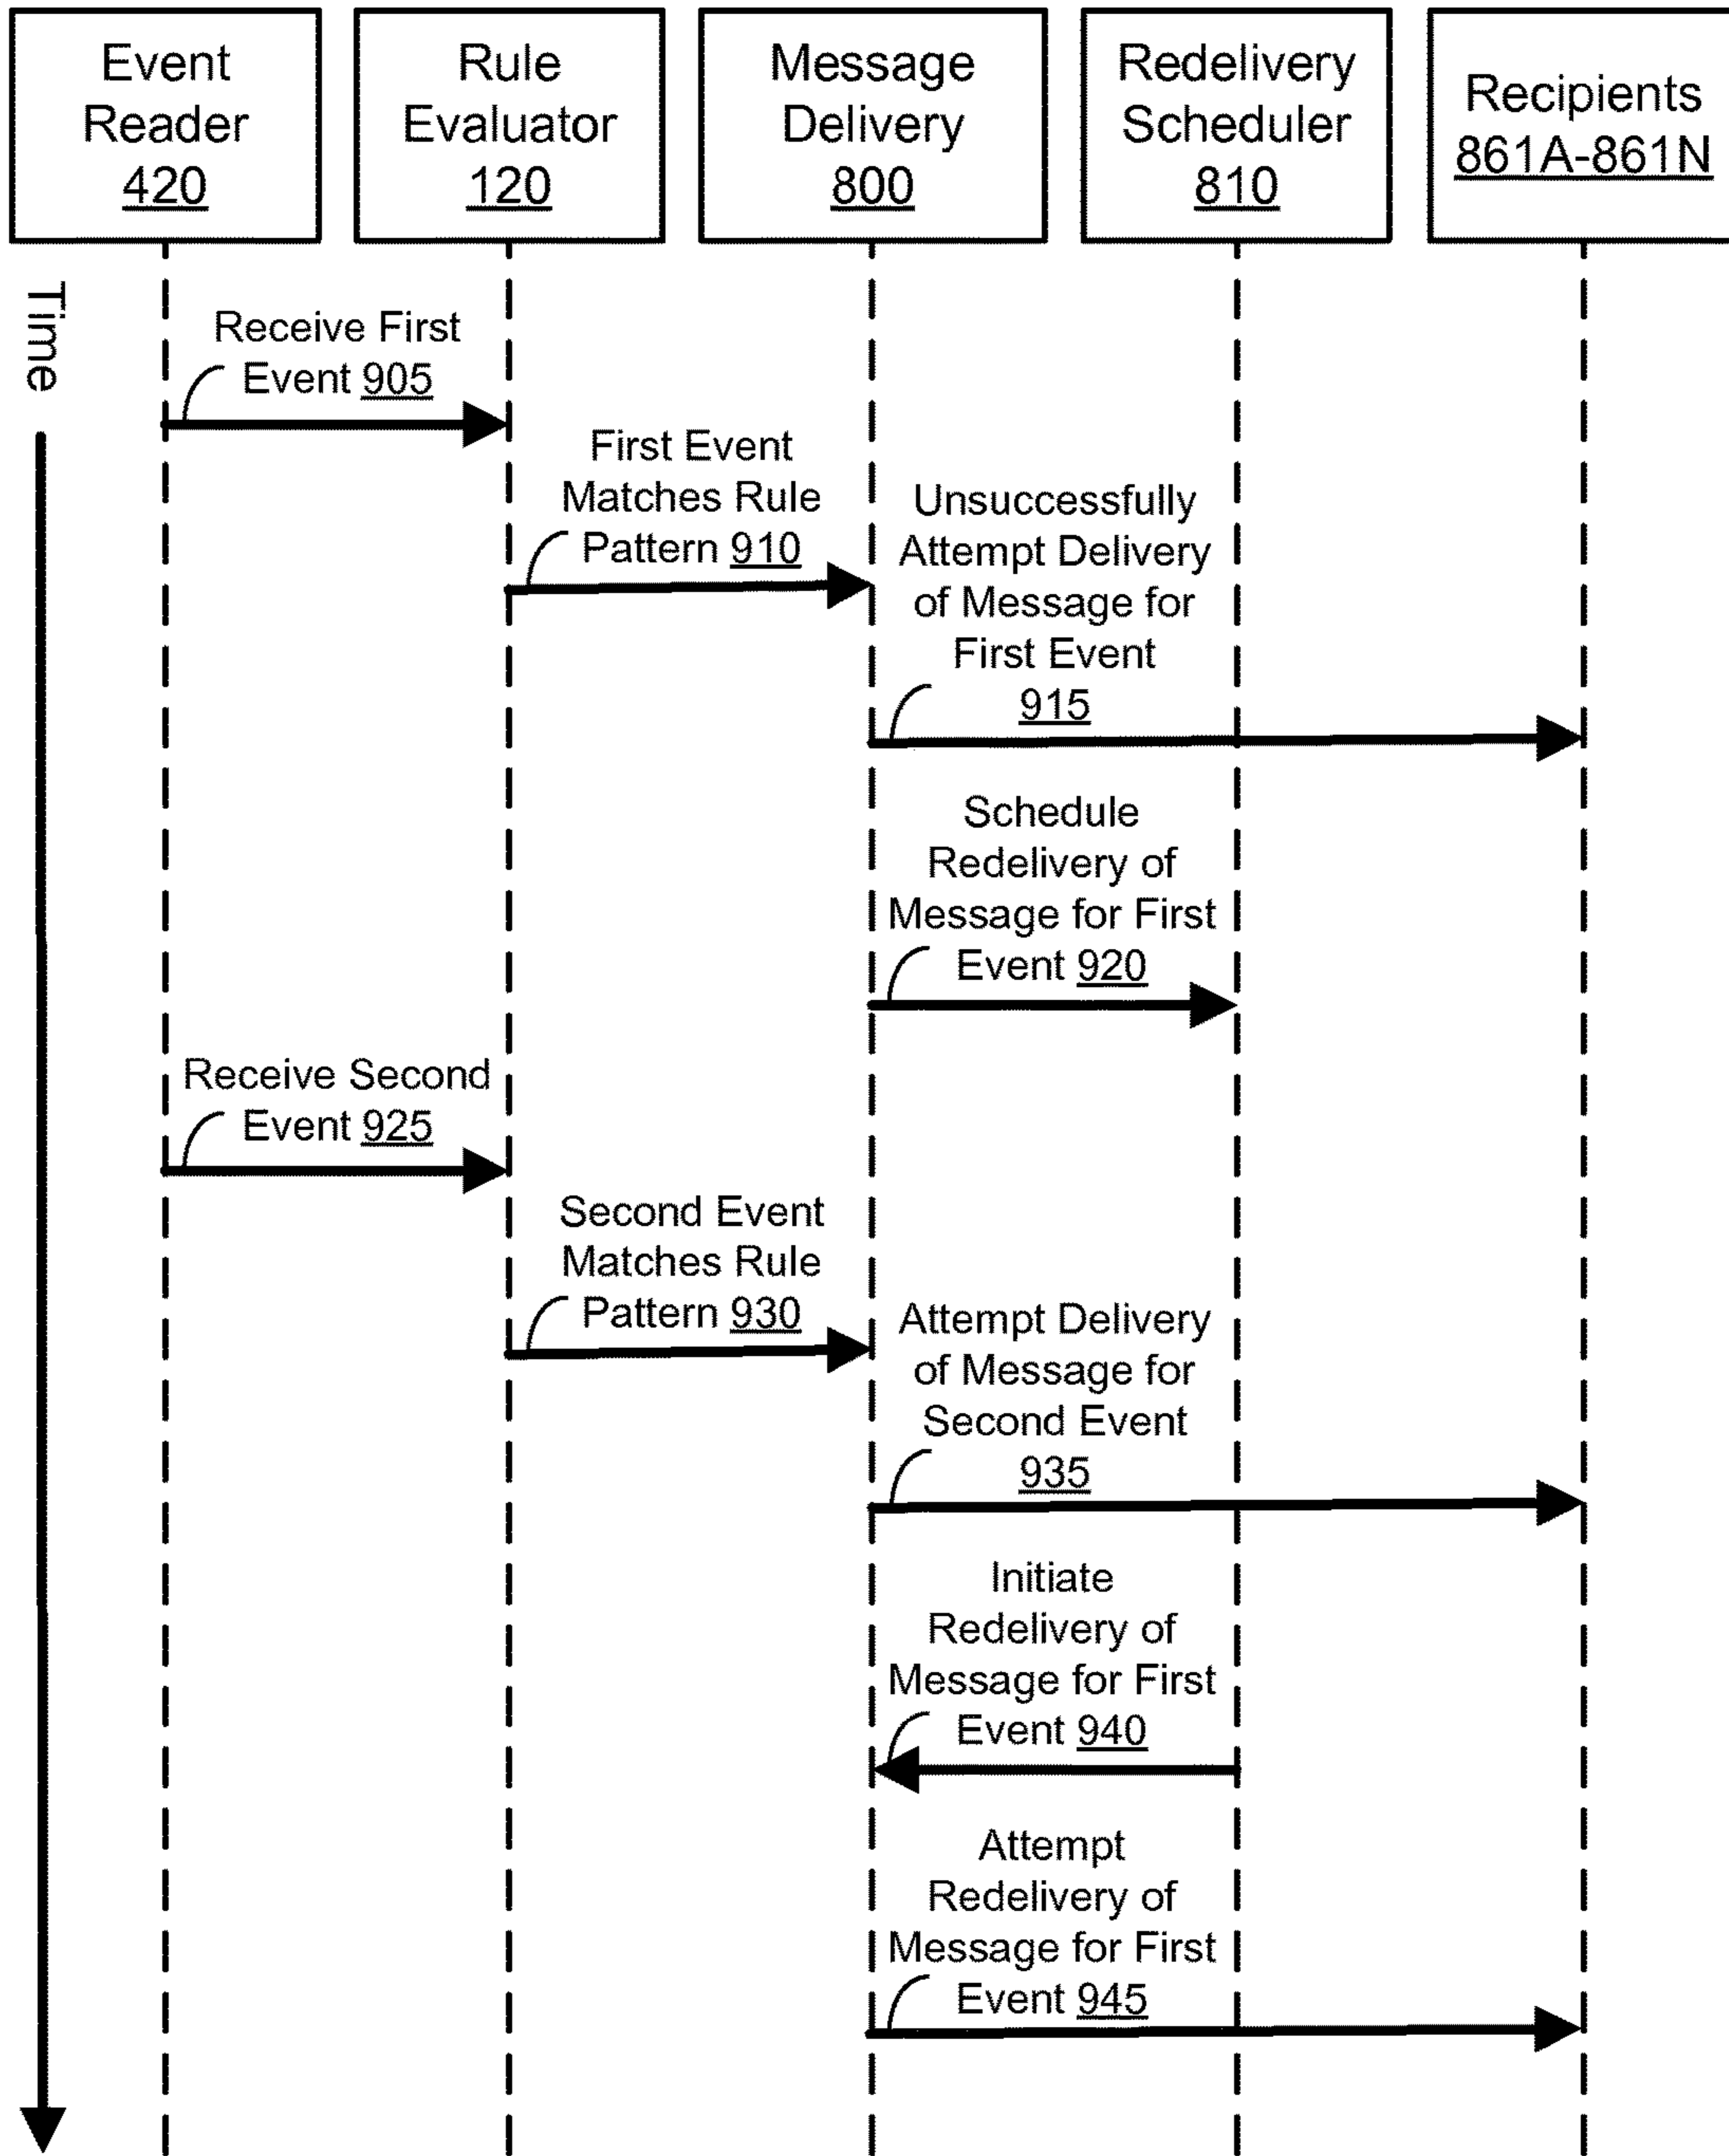 Event
Reader
420
Rule
Evaluator
120
Message
Delivery
800
Redelivery
Scheduler
810
Recipients
861A-861N
Time
Receive First
Event 905
First Event
Matches Rule
Pattern 910
Unsuccessfully
Attempt Delivery
of Message for
First Event
915
Schedule
Redelivery of
Message for First
Event 920
Receive Second
Event 925
Second Event
Matches Rule
Pattern 930
Attempt Delivery
of Message for
Second Event
935
Initiate
Redelivery of
Message for First
Event 940
Attempt
Redelivery of
Message for First
Event 945